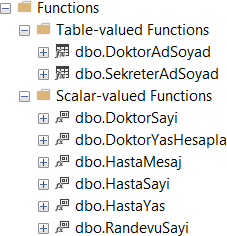 Functions
Table-valued Functions
dbo.DoktorAdSoyad
dbo.SekreterAdSoyad
Scalar-valued Functions
dbo.DoktorSayi
dbo.DoktorYasHesapla
dbo.HastaMesaj
dbo.HastaSayi
dbo.HastaYas
dbo.RandevuSayi